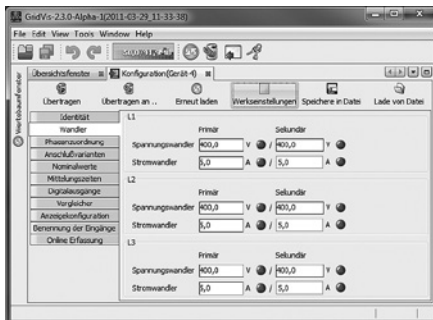 GridVis-2.3.0-Alpha-1(2011-03-29_11-33-38)
File Edit View Tools Window Help
Übersichtsfenster Konfiguration(Gerät-4)
Wertebaumfenster
Übertragen Übertragen an .. Erneut laden Werkseinstellungen Speichere in Datei Lade von Datei
Identität
Wandler
Phasenzuordnung
Anschlußvarianten
Nominalwerte
Mittelungszeiten
Digitalausgänge
Vergleicher
Anzeigekonfiguration
Benennung der Eingänge
Online Erfassung
L1
Primär Sekundär
Spannungswandler 400,0 V / 400,0 V
Stromwandler 5,0 A / 5,0 A
L2
Primär Sekundär
Spannungswandler 400,0 V / 400,0 V
Stromwandler 5,0 A / 5,0 A
L3
Primär Sekundär
Spannungswandler 400,0 V / 400,0 V
Stromwandler 5,0 A / 5,0 A